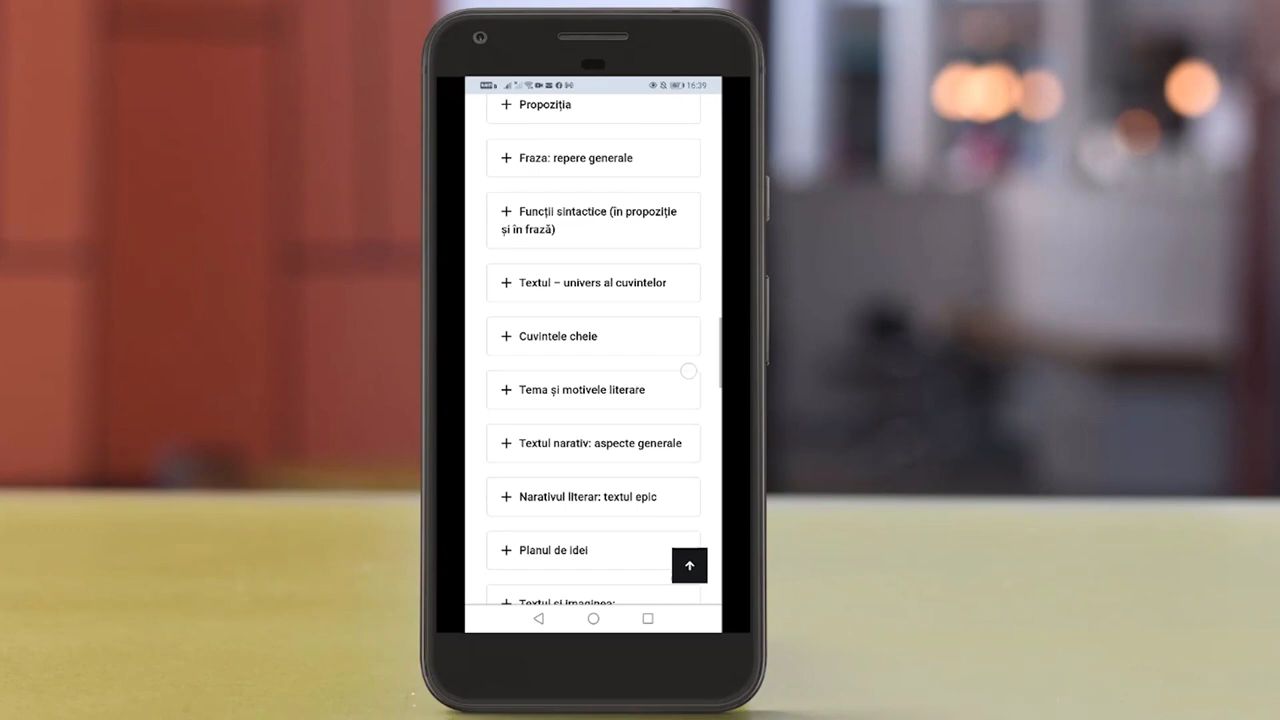 16:39
+ Propoziția
+ Fraza: repere generale
+ Funcții sintactice (în propoziție
și în frază)
+ Textul – univers al cuvintelor
+ Cuvintele cheie
+ Tema și motivele literare
+ Textul narativ: aspecte generale
+ Narativul literar: textul epic
+ Planul de idei
+ Textul și imaginea: